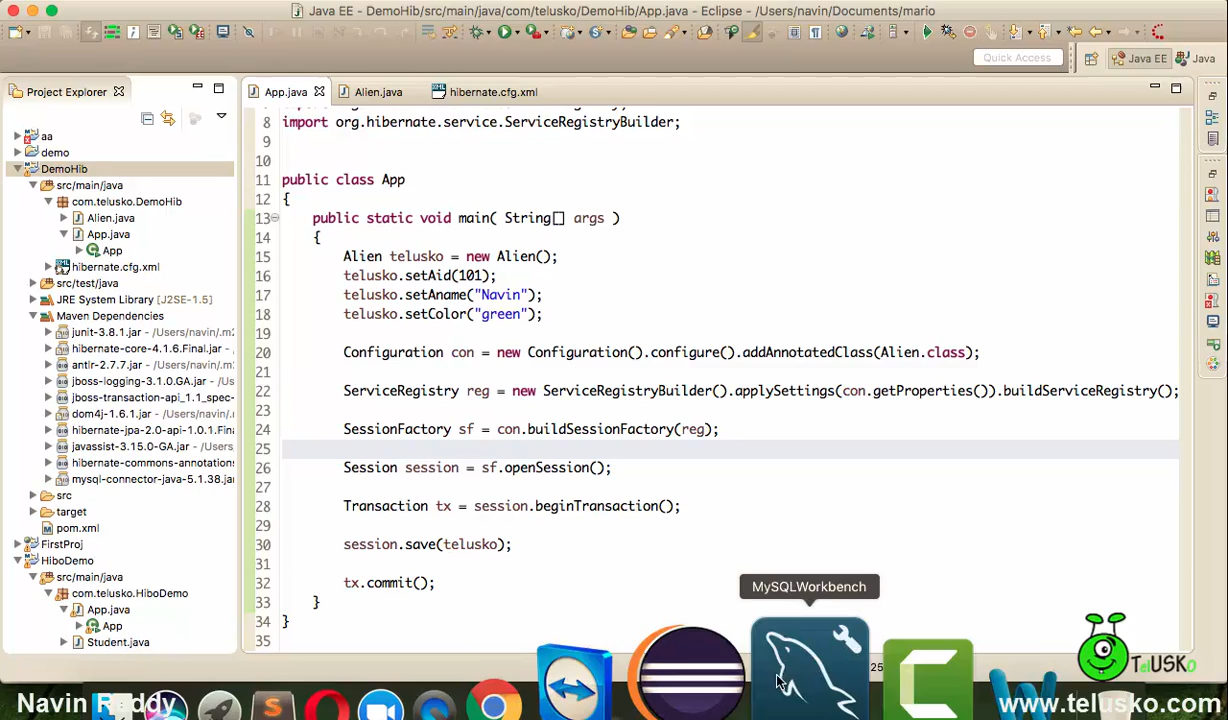 Java EE - DemoHib/src/main/java/com/telusko/DemoHib/App.java - Eclipse - /Users/navin/Documents/mario
Quick Access
Java EE
Java
Project Explorer
App.java
Alien.java
hibernate.cfg.xml
aa
demo
DemoHib
src/main/java
com.telusko.DemoHib
Alien.java
App.java
App
hibernate.cfg.xml
src/test/java
JRE System Library [J2SE-1.5]
Maven Dependencies
junit-3.8.1.jar - /Users/navin/.m2
hibernate-core-4.1.6.Final.jar -
antlr-2.7.7.jar - /Users/navin/.m
jboss-logging-3.1.0.GA.jar -
jboss-transaction-api_1.1_spec-
dom4j-1.6.1.jar - /Users/navin/
hibernate-jpa-2.0-api-1.0.1.Final
javassist-3.15.0-GA.jar - /Users
hibernate-commons-annotations
mysql-connector-java-5.1.38.jar
src
target
pom.xml
FirstProj
HiboDemo
src/main/java
com.telusko.HiboDemo
App.java
App
Student.java
8 import org.hibernate.service.ServiceRegistryBuilder;
9
10
11 public class App
12 {
13 public static void main( String[] args )
14 {
15 Alien telusko = new Alien();
16 telusko.setAid(101);
17 telusko.setAname("Navin");
18 telusko.setColor("green");
19
20 Configuration con = new Configuration().configure().addAnnotatedClass(Alien.class);
21
22 ServiceRegistry reg = new ServiceRegistryBuilder().applySettings(con.getProperties()).buildServiceRegistry();
23
24 SessionFactory sf = con.buildSessionFactory(reg);
25
26 Session session = sf.openSession();
27
28 Transaction tx = session.beginTransaction();
29
30 session.save(telusko);
31
32 tx.commit();
33 }
34 }
35
MySQLWorkbench
25
TelUSKo
Navin Reddy
www.telusko.com